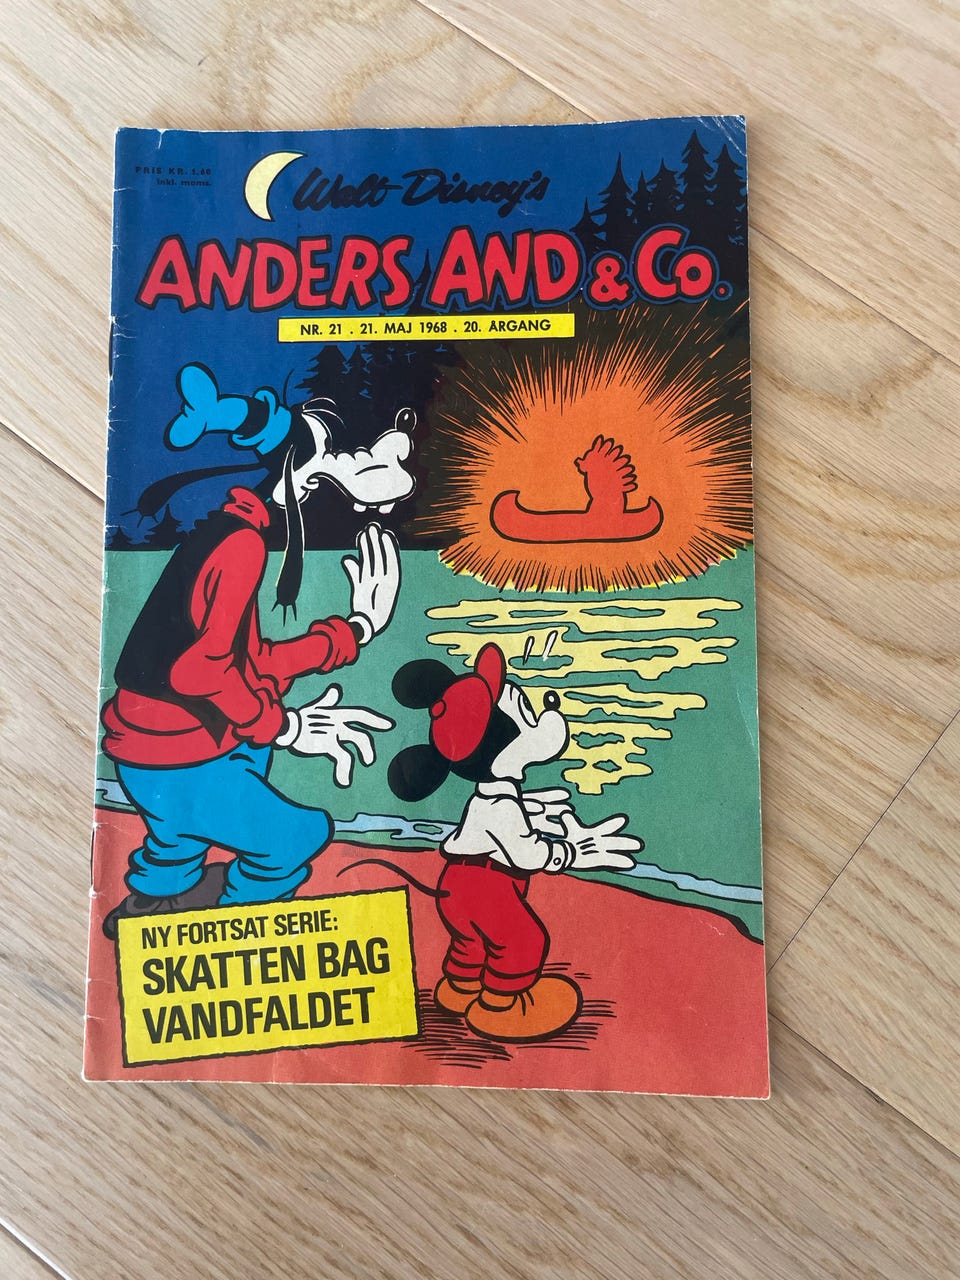 PRIS KR. 1,60
inkl. moms.
Walt Disney's
ANDERS AND & Co.
NR. 21 . 21. MAJ 1968 . 20. ÅRGANG
NY FORTSAT SERIE:
SKATTEN BAG
VANDFALDET